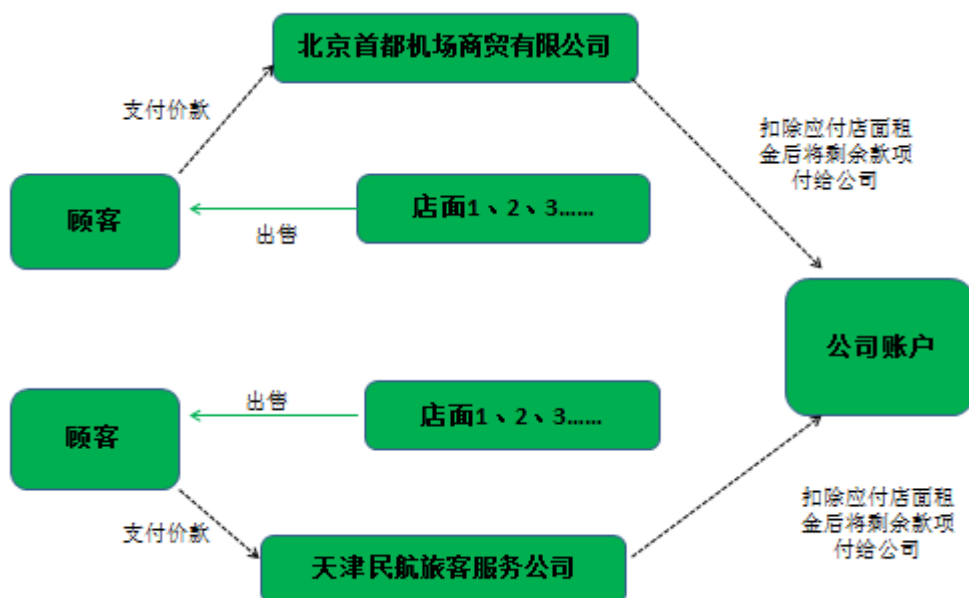 北京首都机场商贸有限公司
支付价款
扣除应付店面租
金后将剩余款项
付给公司
顾客
店面1、2、3……
出售
公司账户
出售
顾客
店面1、2、3……
支付价款
扣除应付店面租
金后将剩余款项
付给公司
天津民航旅客服务公司